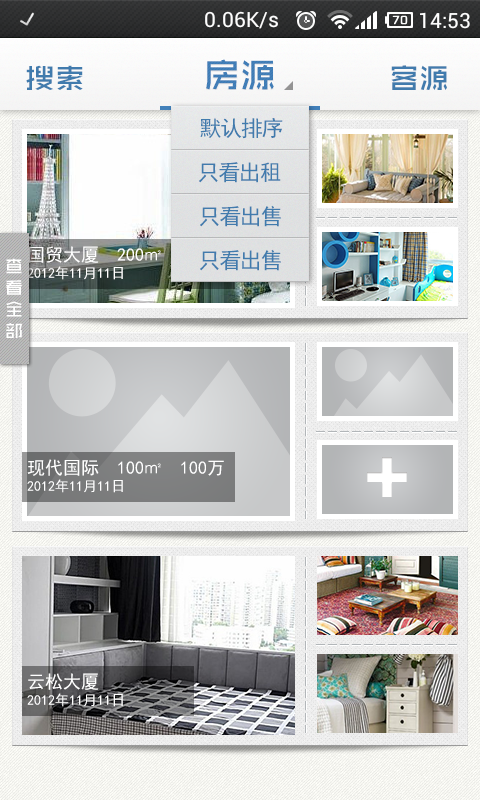 0.06K/s 70 14:53
搜索 房源 客源
默认排序
只看出租
只看出售
只看出售
国贸大厦 200㎡
2012年11月11日
查看全部
现代国际 100㎡ 100万
2012年11月11日
云松大厦
2012年11月11日